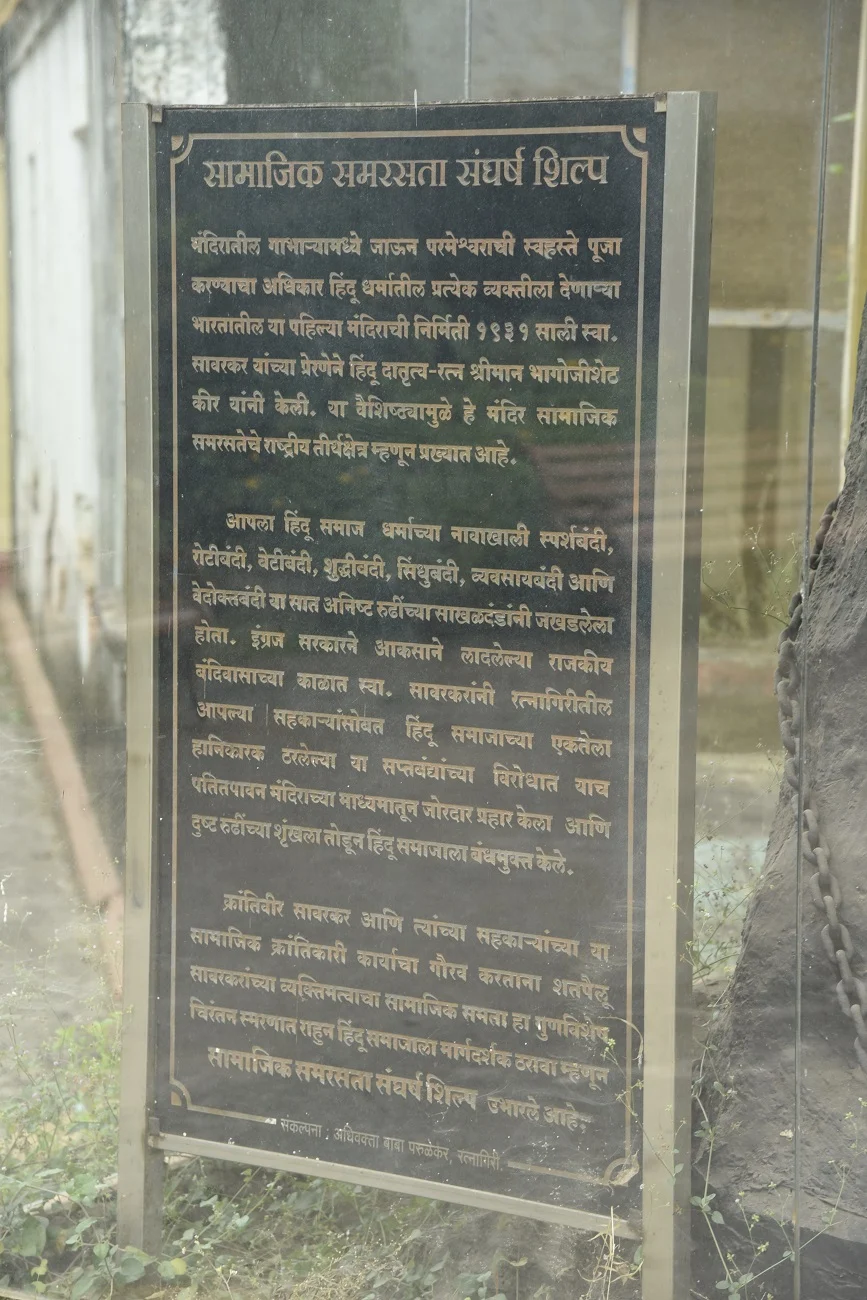 सामाजिक समरसता संघर्ष शिल्प
मंदिरातील गाभाऱ्यामध्ये जाऊन परमेश्वराची स्वहस्ते पूजा
करण्याचा अधिकार हिंदू धर्मातील प्रत्येक व्यक्तीला देणाऱ्या
भारतातील या पहिल्या मंदिराची निर्मिती १९३१ साली स्वा.
सावरकर यांच्या प्रेरणेने हिंदू दातृत्व-रत्न श्रीमान भागोजीशेठ
कीर यांनी केली. या वैशिष्ठ्यामुळे हे मंदिर सामाजिक
समरसतेचे राष्ट्रीय तीर्थक्षेत्र म्हणून प्रख्यात आहे.
आपला हिंदू समाज धर्माच्या नावाखाली स्पर्शबंदी,
रोटीबंदी, बेटीबंदी, शुद्धीबंदी, सिंधुबंदी, व्यवसायबंदी आणि
वेदोक्तबंदी या सात अनिष्ट रुढींच्या साखळदंडांनी जखडलेला
होता. इंग्रज सरकारने आकसाने लादलेल्या राजकीय
बंदिवासाच्या काळात स्वा. सावरकरांनी रत्नागिरीतील
आपल्या सहकाऱ्यांसोबत हिंदू समाजाच्या एकतेला
हानिकारक ठरलेल्या या सप्तबंद्यांच्या विरोधात याच
पतितपावन मंदिराच्या माध्यमातून जोरदार प्रहार केला आणि
दुष्ट रुढींच्या शृंखला तोडून हिंदू समाजाला बंधमुक्त केले.
क्रांतिवीर सावरकर आणि त्यांच्या सहकाऱ्यांच्या या
सामाजिक क्रांतिकारी कार्याचा गौरव करताना शतपैलू
सावरकरांच्या व्यक्तिमत्वाचा सामाजिक समता हा गुणविशेष
चिरंतन स्मरणात राहुन हिंदू समाजाला मार्गदर्शक ठरावा म्हणून
सामाजिक समरसता संघर्ष शिल्प उभारले आहे.
संकल्पना : अधिवक्ता बाबा परुळेकर, रत्नागिरी.